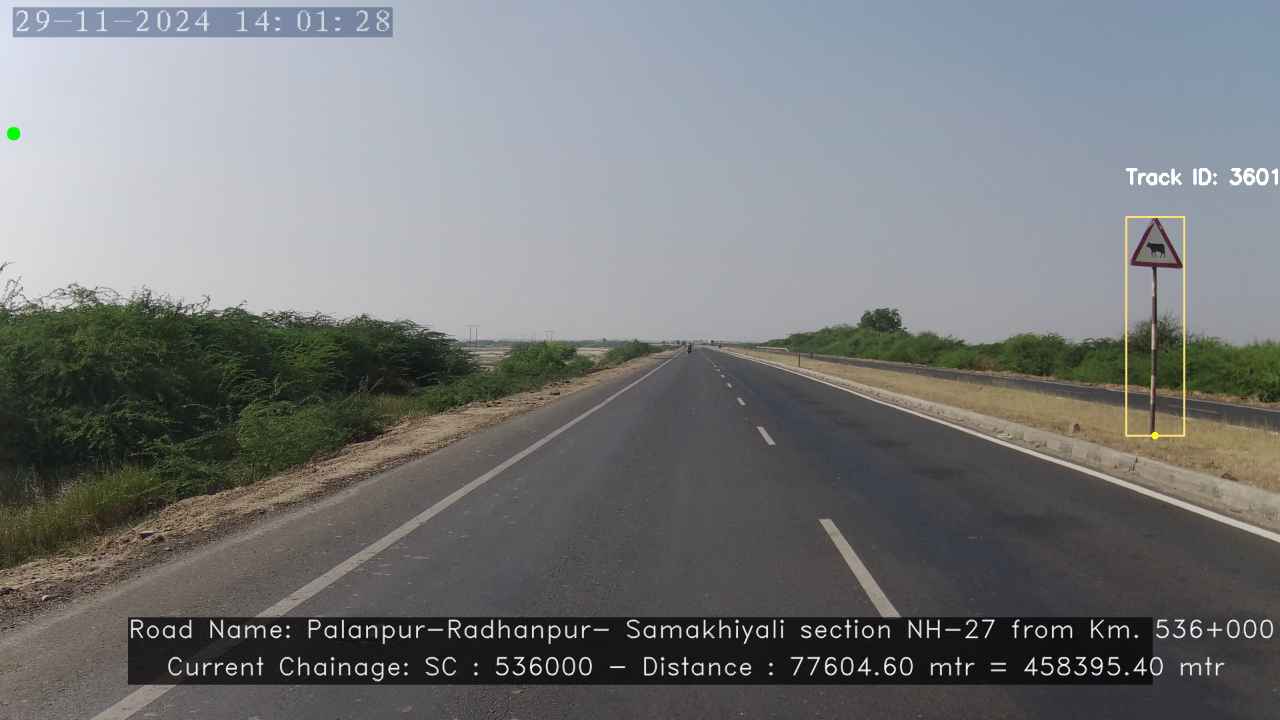 29-11-2024 14:01:28
Track ID: 3601
Road Name: Palanpur-Radhanpur- Samakhiyali section NH-27 from Km. 536+000
Current Chainage: SC : 536000 - Distance : 77604.60 mtr = 458395.40 mtr